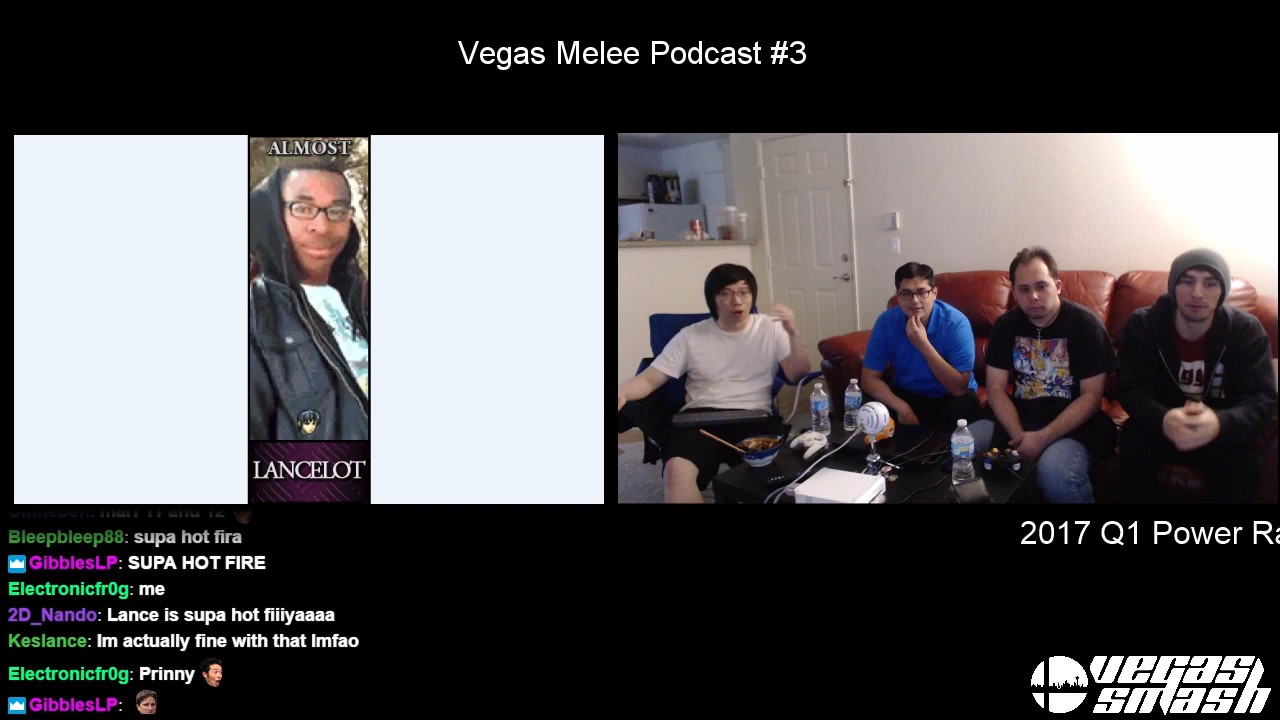 Vegas Melee Podcast #3
ALMOST
LANCELOT
Bleepbleep88: supa hot fira
GibblesLP: SUPA HOT FIRE
Electronicfr0g: me
2D_Nando: Lance is supa hot fiiiyaaaa
Keslance: Im actually fine with that lmfao
Electronicfr0g: Prinny
GibblesLP:
2017 Q1 Power Ra
VEGAS
SMASH